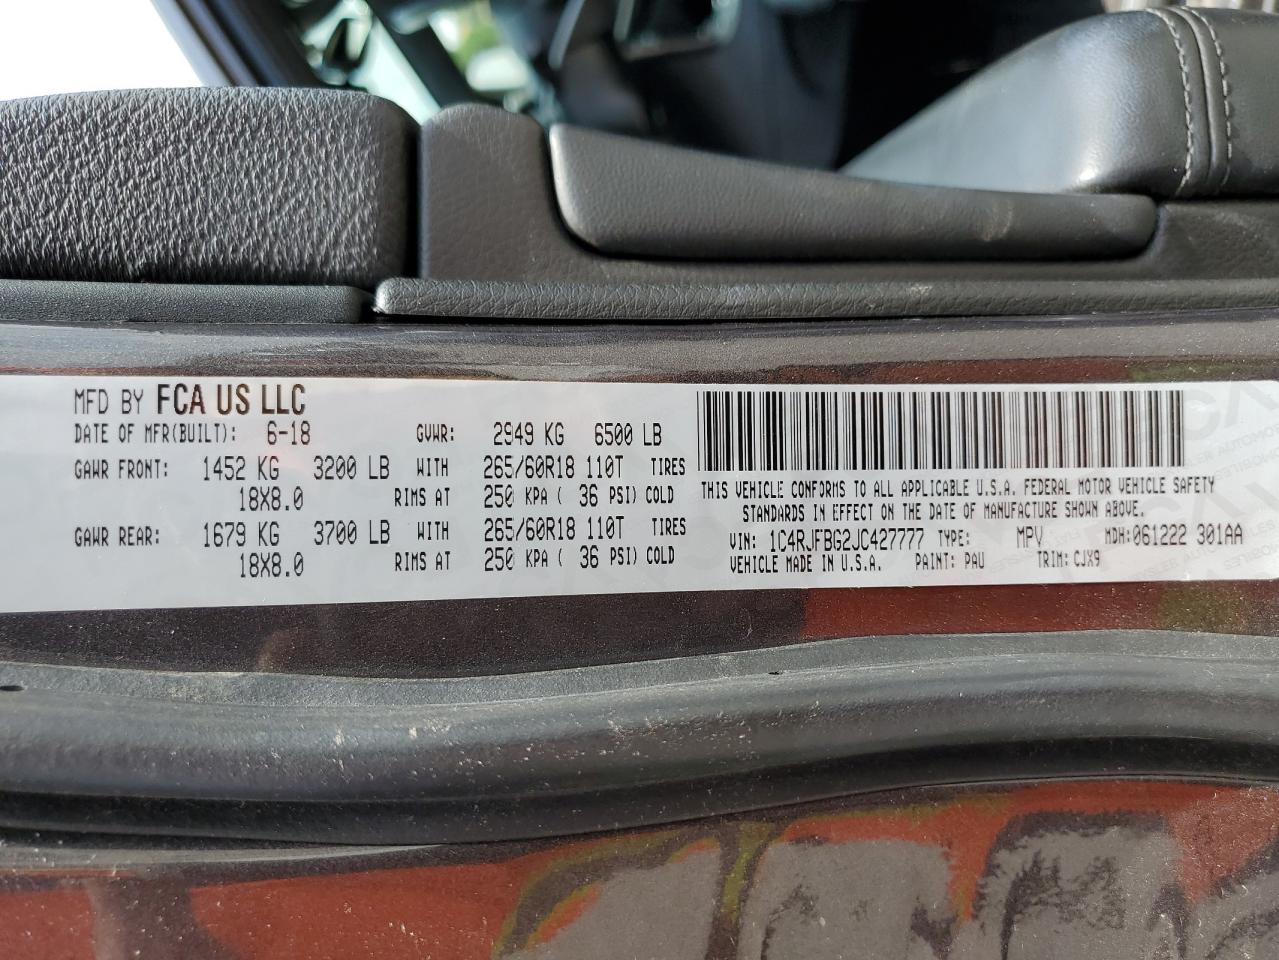 MFD BY FCA US LLC
DATE OF MFR(BUILT): 6-18 GVWR: 2949 KG 6500 LB
GAWR FRONT: 1452 KG 3200 LB WITH 265/60R18 110T TIRES
18X8.0 RIMS AT 250 KPA ( 36 PSI) COLD
GAWR REAR: 1679 KG 3700 LB WITH 265/60R18 110T TIRES
18X8.0 RIMS AT 250 KPA ( 36 PSI) COLD
THIS VEHICLE CONFORMS TO ALL APPLICABLE U.S.A. FEDERAL MOTOR VEHICLE SAFETY
STANDARDS IN EFFECT ON THE DATE OF MANUFACTURE SHOWN ABOVE.
VIN: 1C4RJFBG2JC427777 TYPE: MPV MDH: 061222 301AA
VEHICLE MADE IN U.S.A. PAINT: PAU TRIM: CJX9